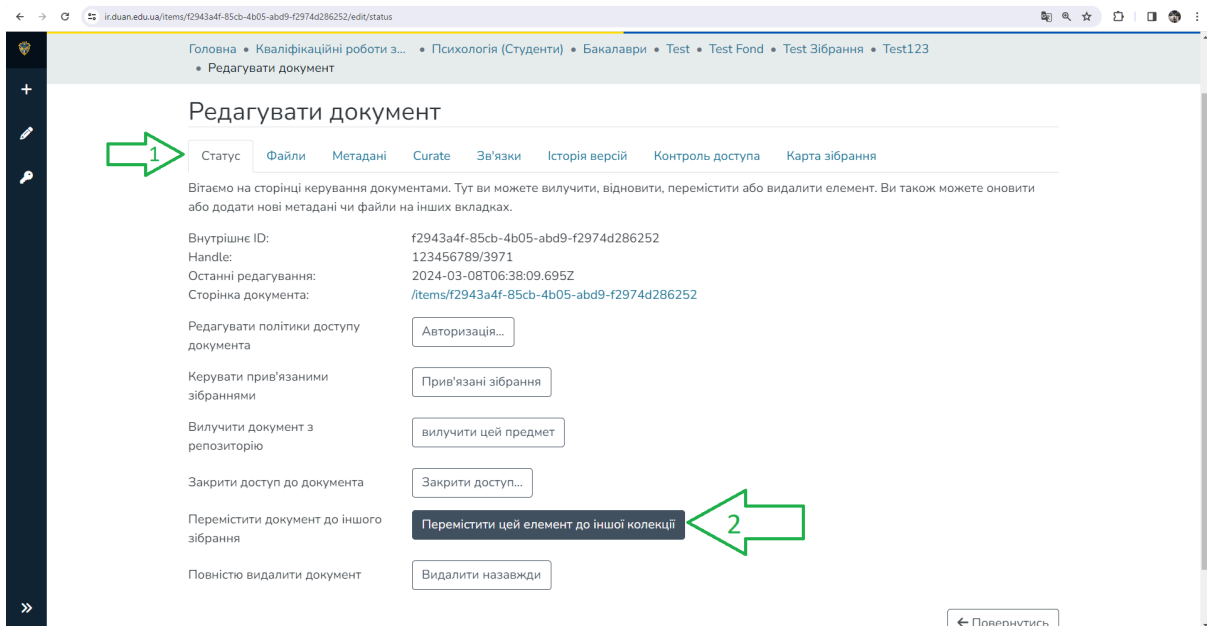 ir.duan.edu.ua/items/f2943a4f-85cb-4b05-abd9-f2974d286252/edit/status
Головна • Кваліфікаційні роботи з... • Психологія (Студенти) • Бакалаври • Test • Test Fond • Test Зібрання • Test123
• Редагувати документ
Редагувати документ
1
Статус Файли Метадані Curate Зв'язки Історія версій Контроль доступа Карта зібрання
Вітаємо на сторінці керування документами. Тут ви можете вилучити, відновити, перемістити або видалити елемент. Ви також можете оновити
або додати нові метадані чи файли на інших вкладках.
Внутрішнє ID: f2943a4f-85cb-4b05-abd9-f2974d286252
Handle: 123456789/3971
Останні редагування: 2024-03-08T06:38:09.695Z
Сторінка документа: /items/f2943a4f-85cb-4b05-abd9-f2974d286252
Редагувати політики доступу
документа
Авторизація...
Керувати прив'язаними
зібраннями
Прив'язані зібрання
Вилучити документ з
репозиторію
вилучити цей предмет
Закрити доступ до документа Закрити доступ...
Перемістити документ до іншого
зібрання
Перемістити цей елемент до іншої колекції
2
Повністю видалити документ Видалити назавжди
Повернутись